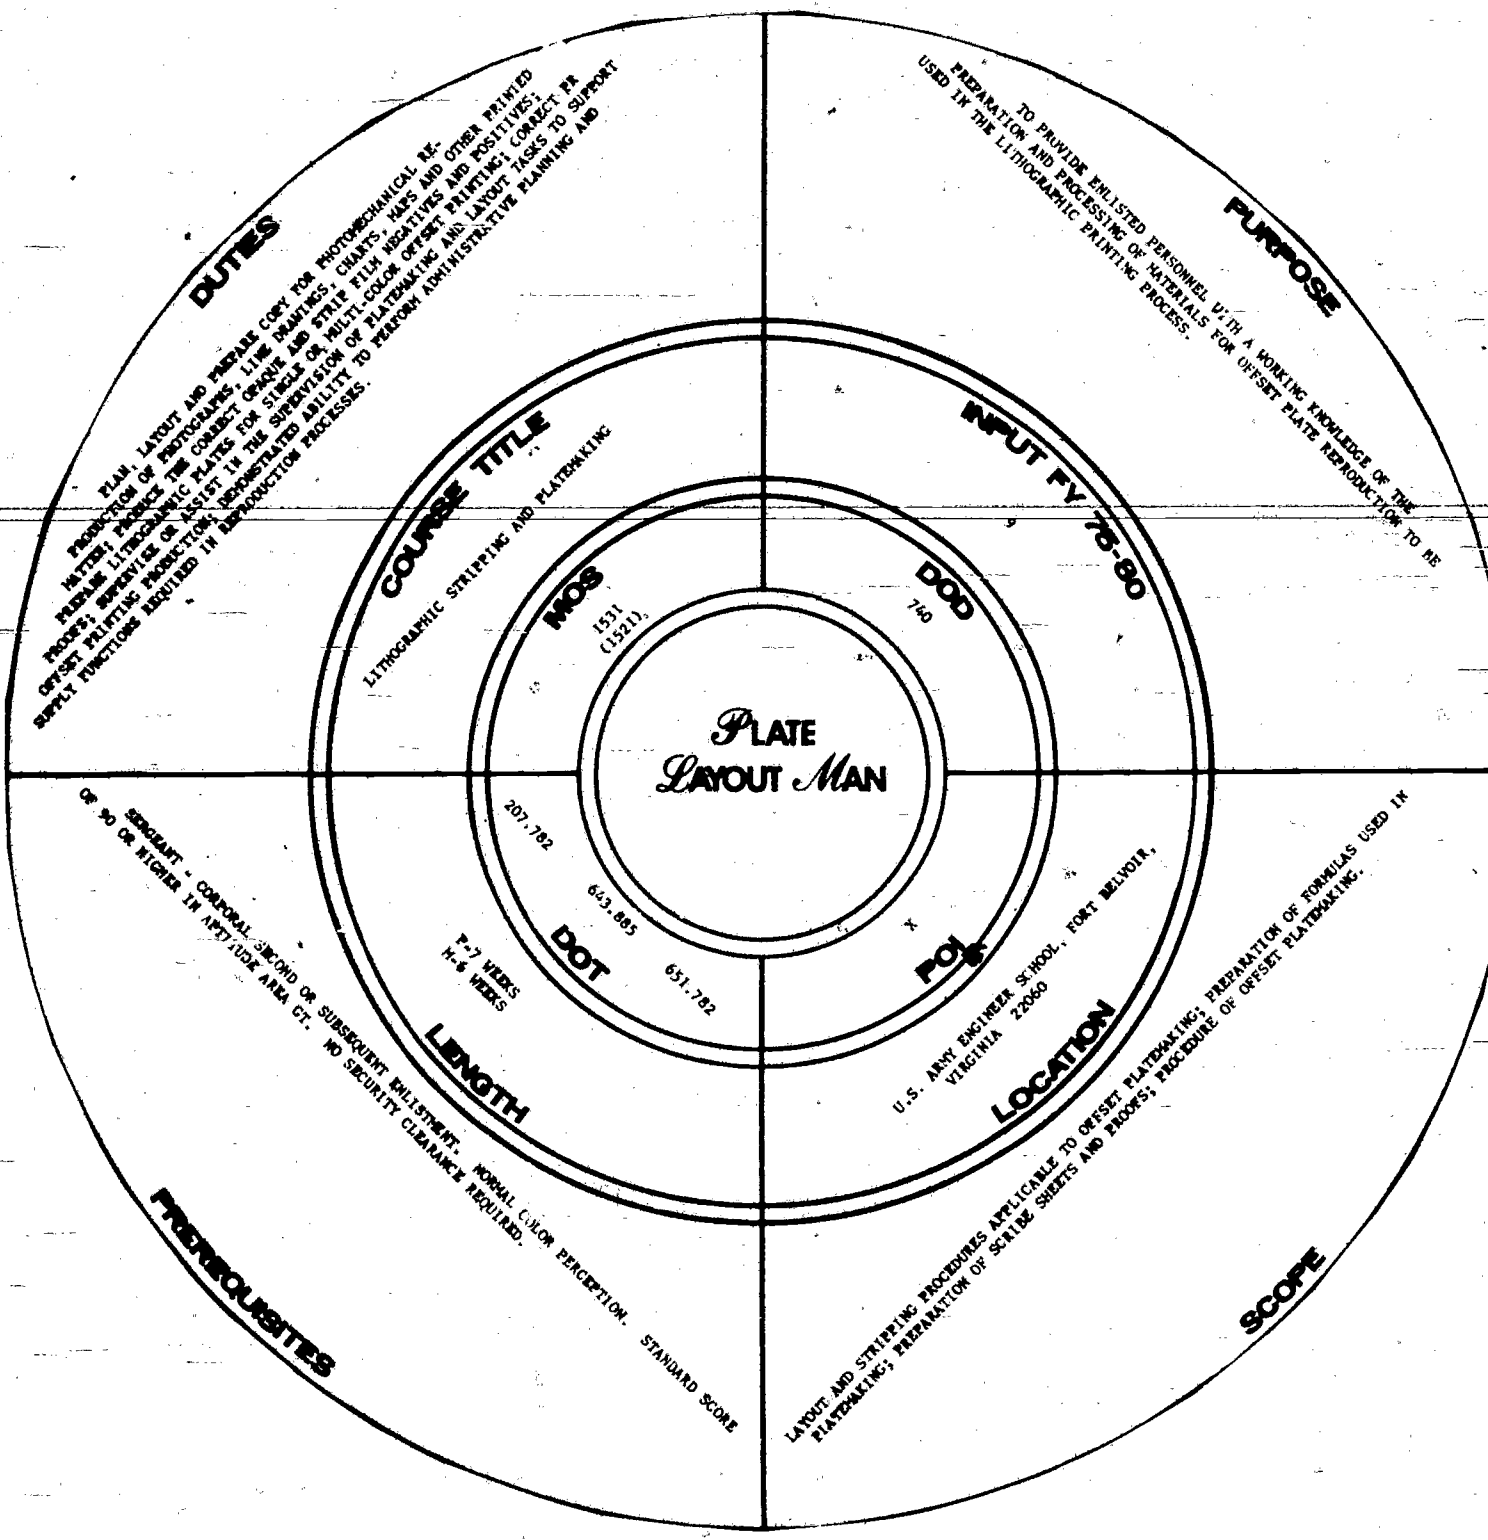 DUTIES
PLAN, LAYOUT AND PREPARE COPY FOR PHOTOMECHANICAL RE-
PRODUCTION OF PHOTOGRAPHS, LINE DRAWINGS, CHARTS, MAPS AND OTHER PRINTED
MATTER; PRODUCE THE CORRECT OPAQUE AND STRIP FILM NEGATIVES AND POSITIVES;
PREPARE LITHOGRAPHIC PLATES FOR SINGLE OR MULTI-COLOR OFFSET PRINTING; CORRECT PR
PROOFS; SUPERVISE OR ASSIST IN THE SUPERVISION OF PLATEMAKING AND LAYOUT TASKS TO SUPPORT
OFFSET PRINTING PRODUCTION; DEMONSTRATED ABILITY TO PERFORM ADMINISTRATIVE PLANNING AND
SUPPLY FUNCTIONS REQUIRED IN REPRODUCTION PROCESSES.
PURPOSE
TO PROVIDE ENLISTED PERSONNEL WITH A WORKING KNOWLEDGE OF THE
PREPARATION AND PROCESSING OF MATERIALS FOR OFFSET PLATE REPRODUCTION TO BE
USED IN THE LITHOGRAPHIC PRINTING PROCESS.
COURSE TITLE
LITHOGRAPHIC STRIPPING AND PLATEMAKING
INPUT FY 75-80
9
MOS
1531
(1521)
DOD
740
PLATE
LAYOUT MAN
DOT
207.782
643.885
651.782
POI
X
LENGTH
P-7 WEEKS
M-6 WEEKS
LOCATION
U.S. ARMY ENGINEER SCHOOL, FORT BELVOIR,
VIRGINIA 22060
PREREQUISITES
SERGEANT - CORPORAL SECOND OR SUBSEQUENT ENLISTMENT. NORMAL COLOR PERCEPTION. STANDARD SCORE
OF 90 OR HIGHER IN APTITUDE AREA GT. NO SECURITY CLEARANCE REQUIRED.
SCOPE
LAYOUT AND STRIPPING PROCEDURES APPLICABLE TO OFFSET PLATEMAKING; PREPARATION OF FORMULAS USED IN
PLATEMAKING; PREPARATION OF SCRIBE SHEETS AND PROOFS; PROCEDURE OF OFFSET PLATEMAKING.